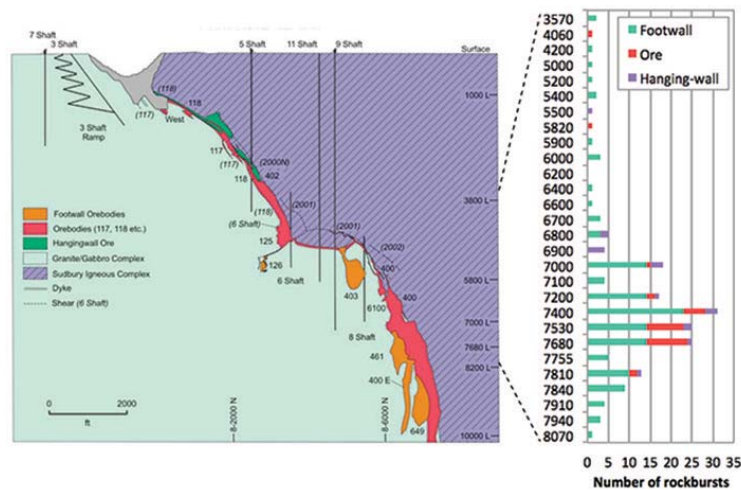 7 Shaft
3 Shaft
5 Shaft
11 Shaft
9 Shaft
Surface
(118)
118
(117)
West
3 Shaft
Ramp
1000 L
117
(117)
(2000N)
118
402
(118)
(2001)
3800 L
(6 Shaft)
(2001)
(2002)
125
126
6 Shaft
400
403
400
5800 L
6100
7000 L
8 Shaft
7680 L
461
8200 L
400 E
649
10000 L
Footwall Orebodies
Orebodies (117, 118 etc.)
Hangingwall Ore
Granite/Gabbro Complex
Sudbury Igneous Complex
Dyke
Shear (6 Shaft)
0 2000
ft
8-2000 N
8-6000 N
Footwall
Ore
Hanging-wall
3570
4060
4200
5000
5200
5400
5500
5820
5900
6000
6200
6400
6600
6700
6800
6900
7000
7100
7200
7400
7530
7680
7755
7810
7840
7910
7940
8070
0 5 10 15 20 25 30 35
Number of rockbursts